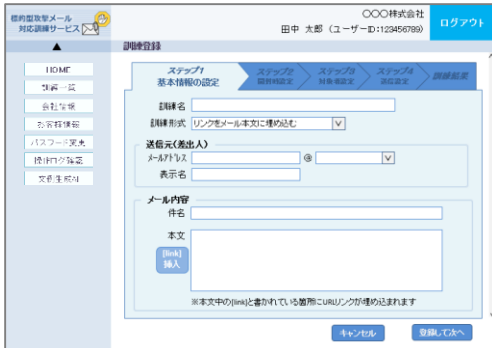 標的型攻撃メール
対応訓練サービス
〇〇〇株式会社
田中 太郎（ユーザーID:123456789）
ログアウト
▲
訓練登録
HOME
訓練一覧
会社情報
お客様情報
パスワード変更
操作ログ確認
文例生成AI
ステップ1
基本情報の設定
ステップ2
ステップ3
対象者設定
ステップ4
送信設定
訓練結果
訓練名
訓練形式 リンクをメール本文に埋め込む
送信元(差出人)
メールアドレス @
表示名
メール内容
件名
本文
[link]
挿入
※本文中の[link]と書かれている箇所にURLリンクが埋め込まれます
キャンセル
登録して次へ